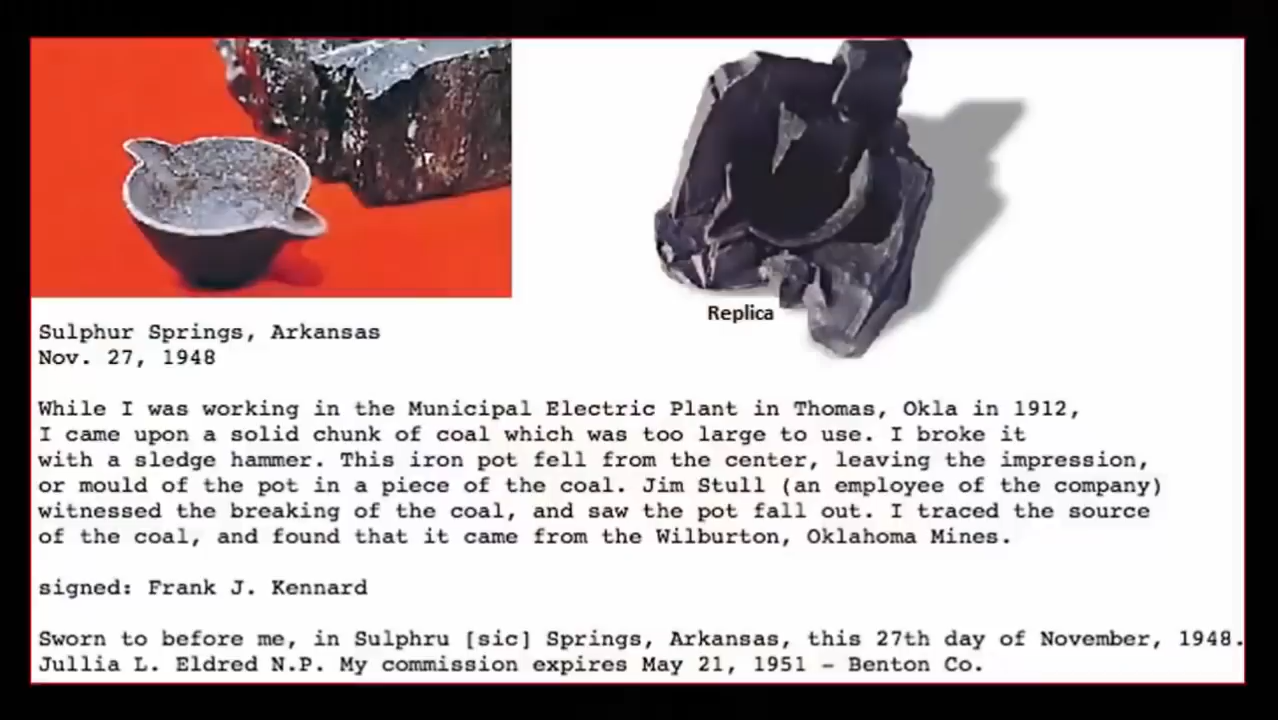 Replica
Sulphur Springs, Arkansas
Nov. 27, 1948
While I was working in the Municipal Electric Plant in Thomas, Okla in 1912,
I came upon a solid chunk of coal which was too large to use. I broke it
with a sledge hammer. This iron pot fell from the center, leaving the impression,
or mould of the pot in a piece of the coal. Jim Stull (an employee of the company)
witnessed the breaking of the coal, and saw the pot fall out. I traced the source
of the coal, and found that it came from the Wilburton, Oklahoma Mines.
signed: Frank J. Kennard
Sworn to before me, in Sulphru [sic] Springs, Arkansas, this 27th day of November, 1948.
Jullia L. Eldred N.P. My commission expires May 21, 1951 - Benton Co.